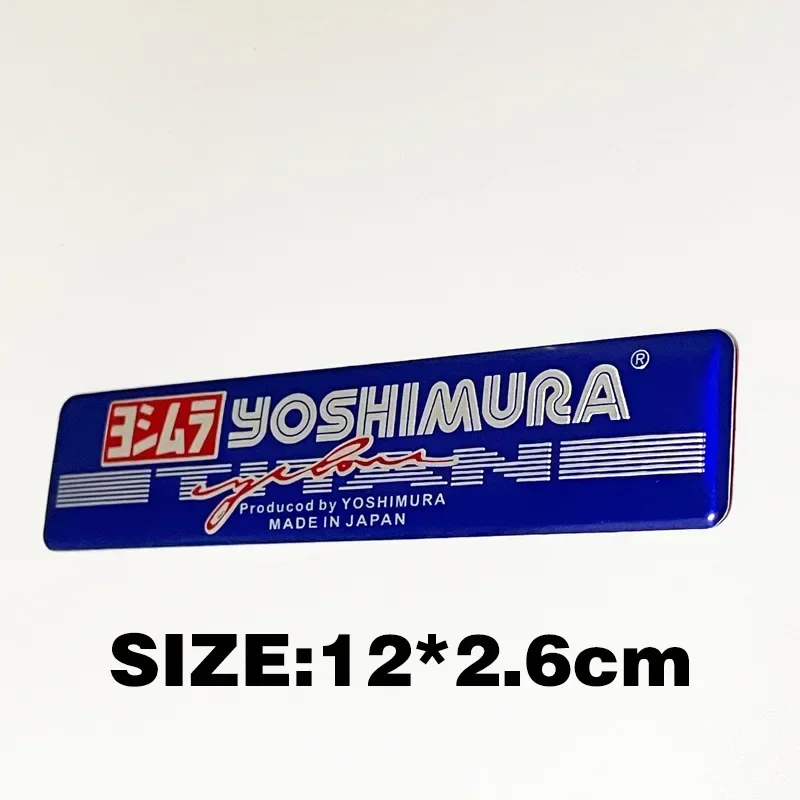 ヨシムラ YOSHIMURA ®
TITAN
cyclone
Producod by YOSHIMURA
MADE IN JAPAN
SIZE:12*2.6cm